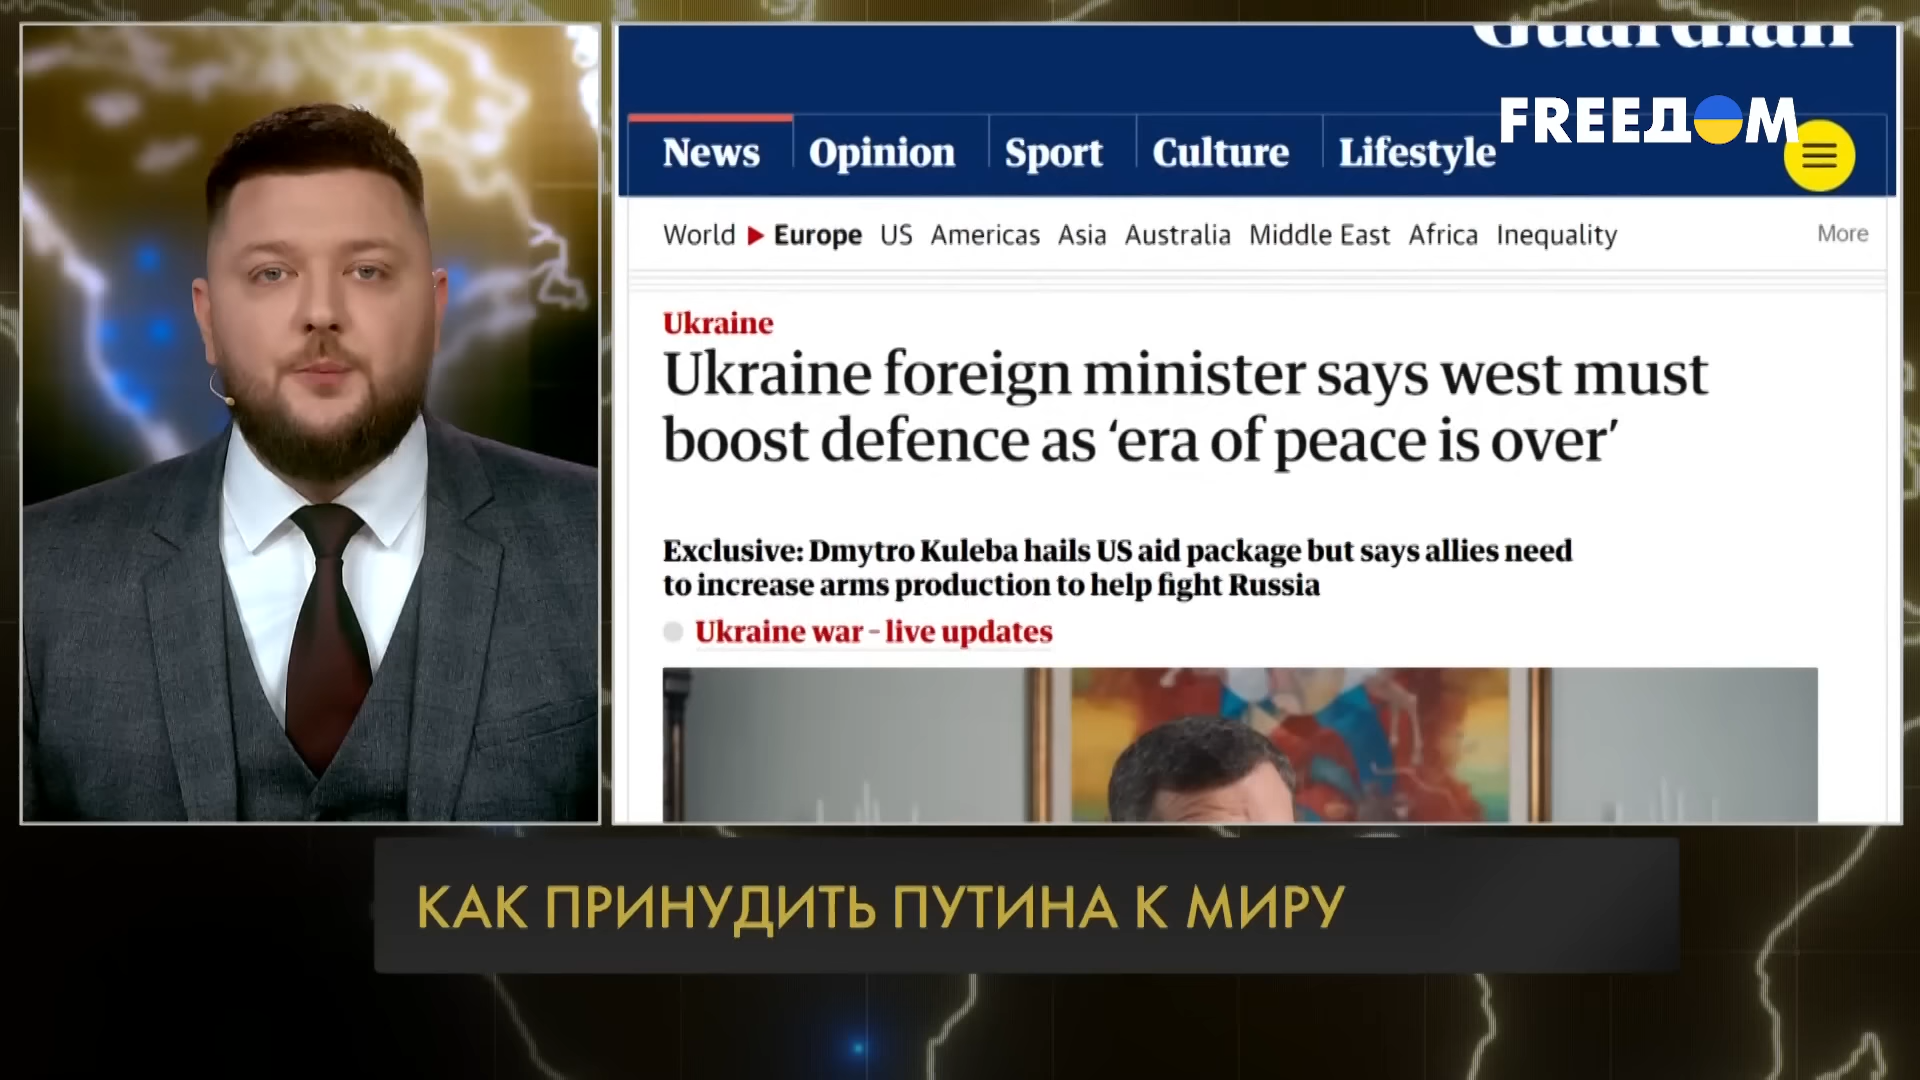 Guardian
FREEДОМ
News
Opinion
Sport
Culture
Lifestyle
World
Europe
US
Americas
Asia
Australia
Middle East
Africa
Inequality
More
Ukraine
Ukraine foreign minister says west must
boost defence as ‘era of peace is over’
Exclusive: Dmytro Kuleba hails US aid package but says allies need
to increase arms production to help fight Russia
Ukraine war – live updates
КАК ПРИНУДИТЬ ПУТИНА К МИРУ